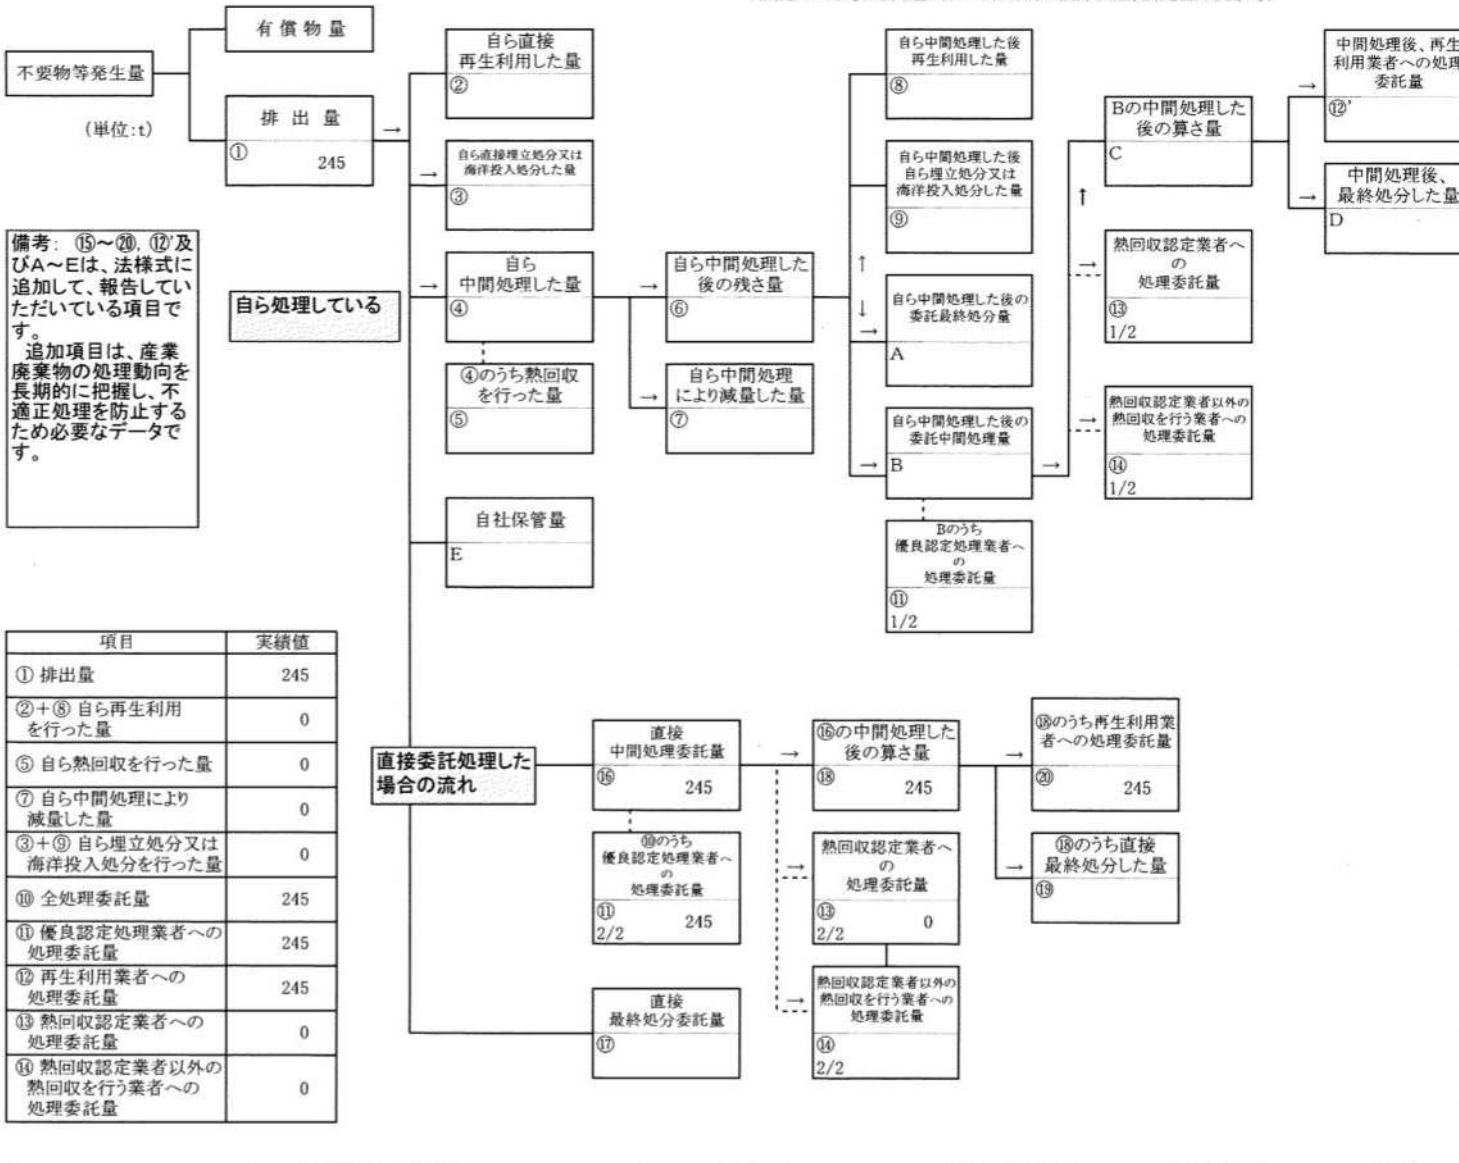 有償物量
不要物等発生量
(単位:t)
排出量
①
245
→
自ら直接
再生利用した量
②
→
自ら直接埋立処分又は
海洋投入処分した量
③
→
自ら
中間処理した量
④
④のうち熱回収
を行った量
⑤
自社保管量
E
→
自ら中間処理した
後の残さ量
⑥
→
自ら中間処理
により減量した量
⑦
自ら中間処理した後
再生利用した量
⑧
自ら中間処理した後
自ら埋立処分又は
海洋投入処分した量
⑨
↑
↓
→
自ら中間処理した後の
委託最終処分量
A
自ら中間処理した後の
委託中間処理量
→
B
→
Bのうち
優良認定処理業者へ
の
処理委託量
⑪
1/2
Bの中間処理した
後の算さ量
C
↑
→
熱回収認定業者へ
の
処理委託量
⑬
1/2
→
熱回収認定業者以外の
熱回収を行う業者への
処理委託量
⑭
1/2
→
中間処理後、再生
利用業者への処理
委託量
⑫'
→
中間処理後、
最終処分した量
D
備考: ⑮~⑳, ⑫'及
びA~Eは、法様式に
追加して、報告してい
ただいている項目で
す。
追加項目は、産業
廃棄物の処理動向を
長期的に把握し、不
適正処理を防止する
ため必要なデータで
す。
自ら処理している
項目 実績値
① 排出量 245
②+⑧ 自ら再生利用
を行った量 0
⑤ 自ら熱回収を行った量 0
⑦ 自ら中間処理により
減量した量 0
③+⑨ 自ら埋立処分又は
海洋投入処分を行った量 0
⑩ 全処理委託量 245
⑪ 優良認定処理業者への
処理委託量 245
⑫ 再生利用業者への
処理委託量 245
⑬ 熱回収認定業者への
処理委託量 0
⑭ 熱回収認定業者以外の
熱回収を行う業者への
処理委託量 0
直接委託処理した
場合の流れ
直接
中間処理委託量
⑯
245
⑩のうち
優良認定処理業者へ
の
処理委託量
⑪
245
2/2
直接
最終処分委託量
⑰
→
⑯の中間処理した
後の算さ量
⑱
245
→
熱回収認定業者へ
の
処理委託量
⑬
0
2/2
→
熱回収認定業者以外の
熱回収を行う業者への
処理委託量
⑭
2/2
→
⑱のうち再生利用業
者への処理委託量
⑳
245
→
⑱のうち直接
最終処分した量
⑲